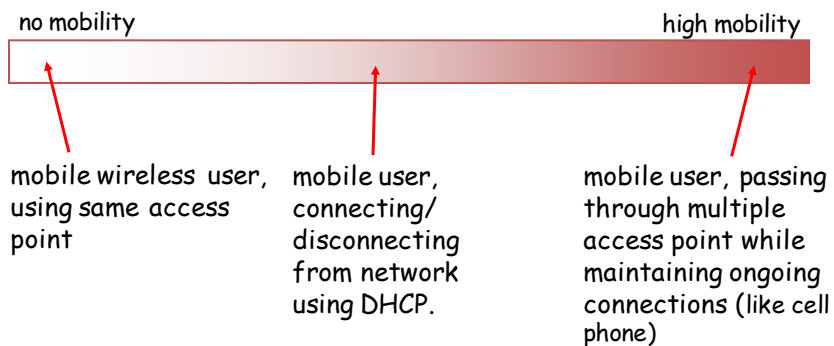 no mobility
high mobility
mobile wireless user,
using same access
point
mobile user,
connecting/
disconnecting
from network
using DHCP.
mobile user, passing
through multiple
access point while
maintaining ongoing
connections (like cell
phone)